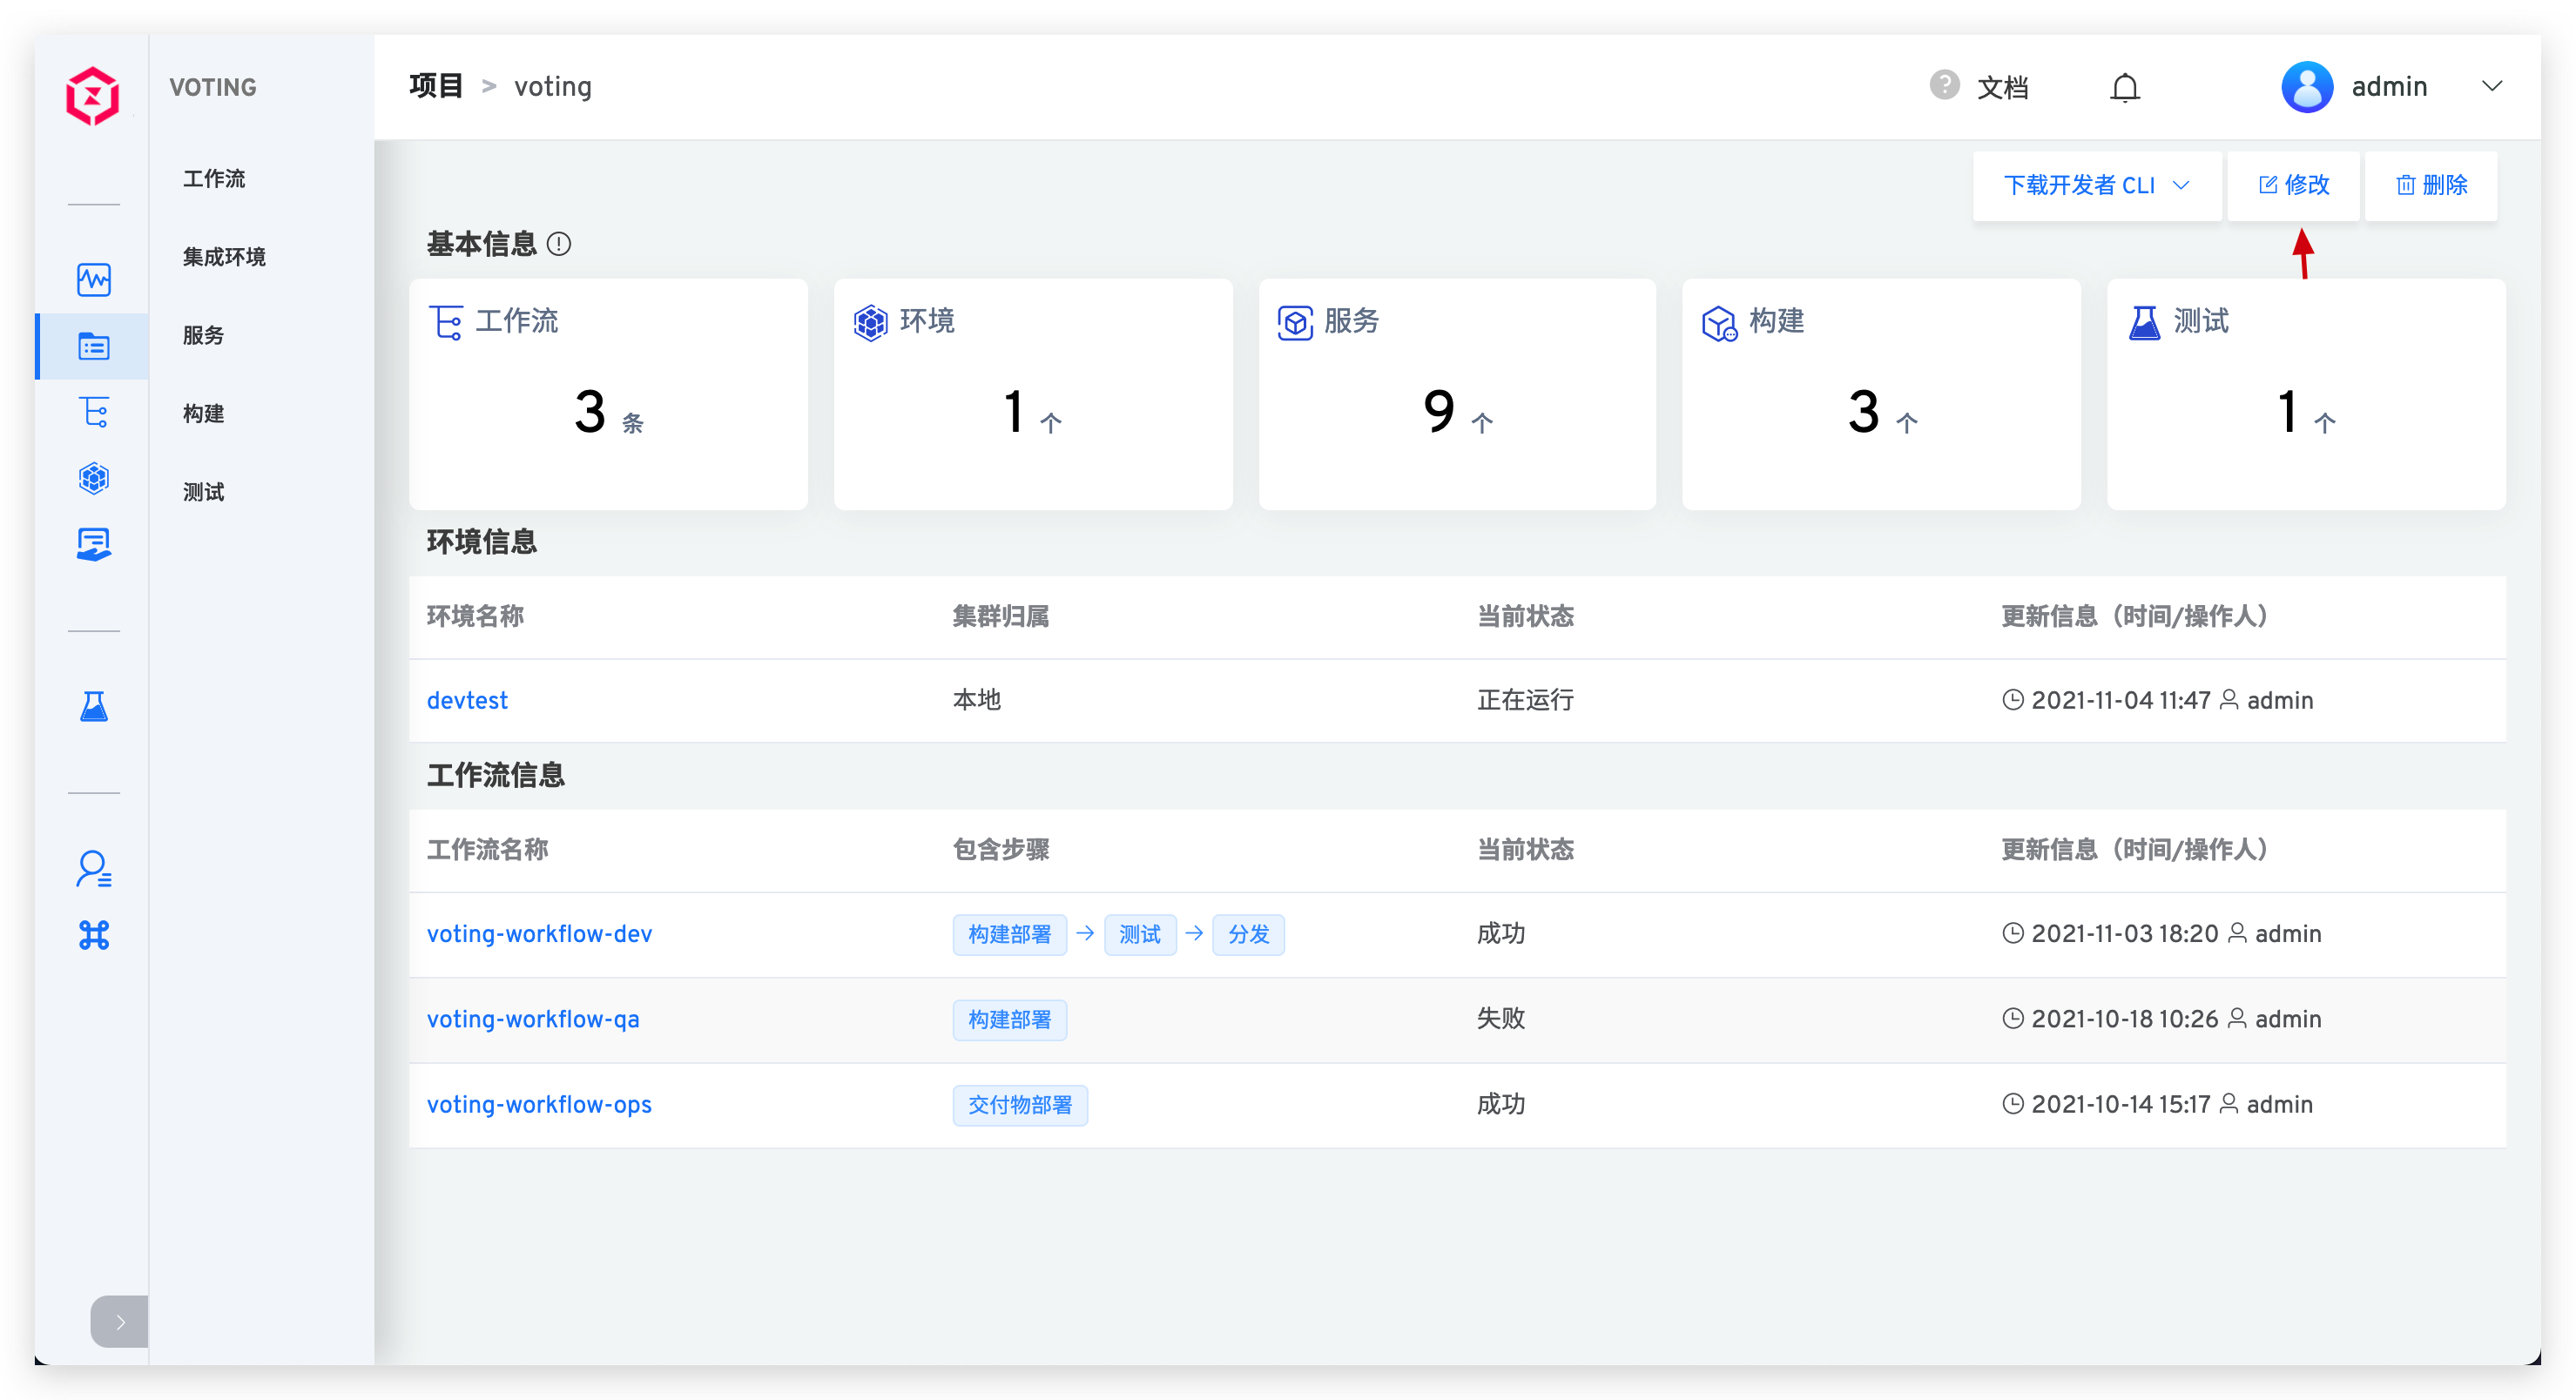 VOTING
项目 > voting
文档
admin
工作流
集成环境
服务
构建
测试
下载开发者 CLI
修改
删除
基本信息
工作流
3 条
环境
1 个
服务
9 个
构建
3 个
测试
1 个
环境信息
环境名称 集群归属 当前状态 更新信息（时间/操作人）
devtest 本地 正在运行 2021-11-04 11:47 admin
工作流信息
工作流名称 包含步骤 当前状态 更新信息（时间/操作人）
voting-workflow-dev 构建部署 测试 分发 成功 2021-11-03 18:20 admin
voting-workflow-qa 构建部署 失败 2021-10-18 10:26 admin
voting-workflow-ops 交付物部署 成功 2021-10-14 15:17 admin